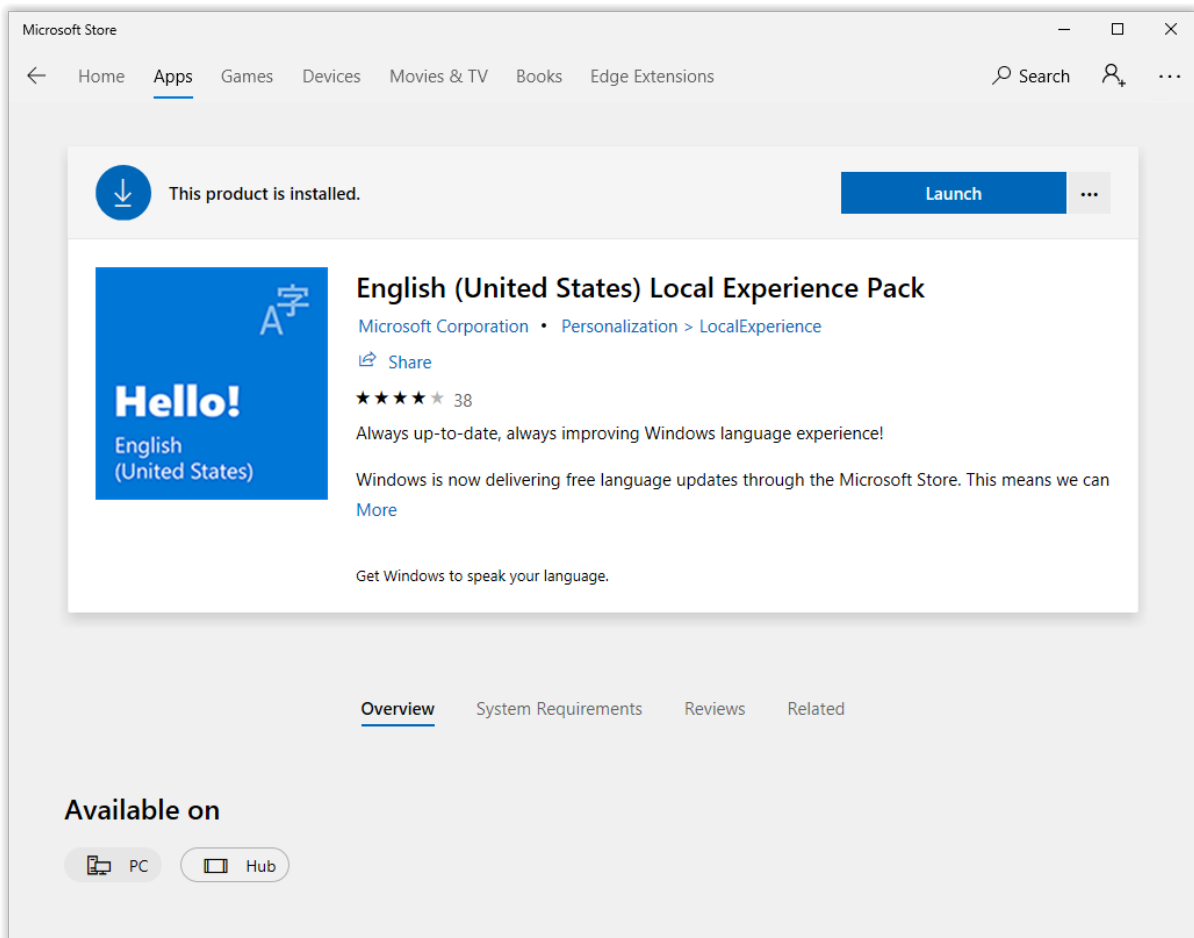 Microsoft Store
Home Apps Games Devices Movies & TV Books Edge Extensions Search
This product is installed. Launch
A字
Hello!
English
(United States)
English (United States) Local Experience Pack
Microsoft Corporation • Personalization > LocalExperience
Share
★★★★★ 38
Always up-to-date, always improving Windows language experience!
Windows is now delivering free language updates through the Microsoft Store. This means we can
More
Get Windows to speak your language.
Overview System Requirements Reviews Related
Available on
PC Hub